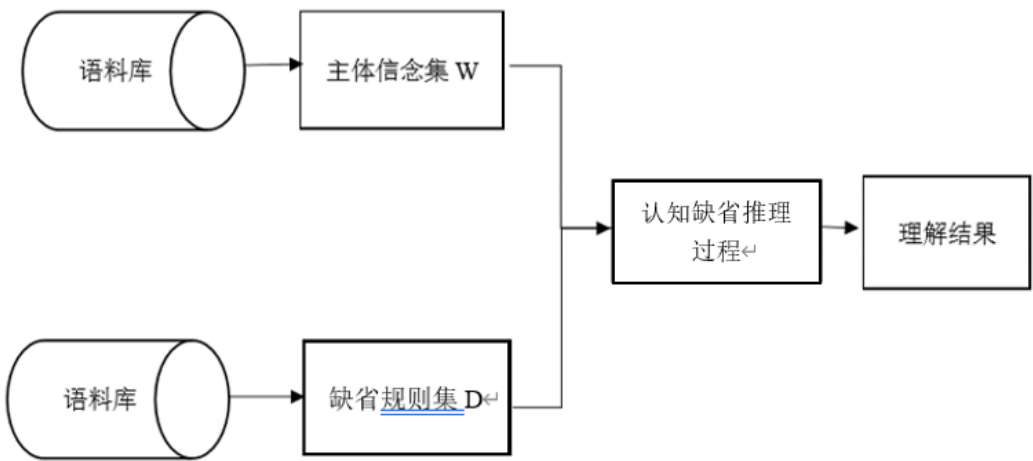 语料库
主体信念集 W
认知缺省推理
过程↵
理解结果
语料库
缺省规则集 D↵